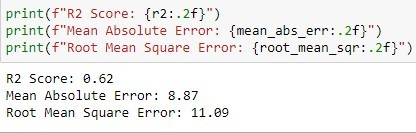 print(f"R2 Score: {r2:.2f}")
print(f"Mean Absolute Error: {mean_abs_err:.2f}")
print(f"Root Mean Square Error: {root_mean_sqr:.2f}")
R2 Score: 0.62
Mean Absolute Error: 8.87
Root Mean Square Error: 11.09